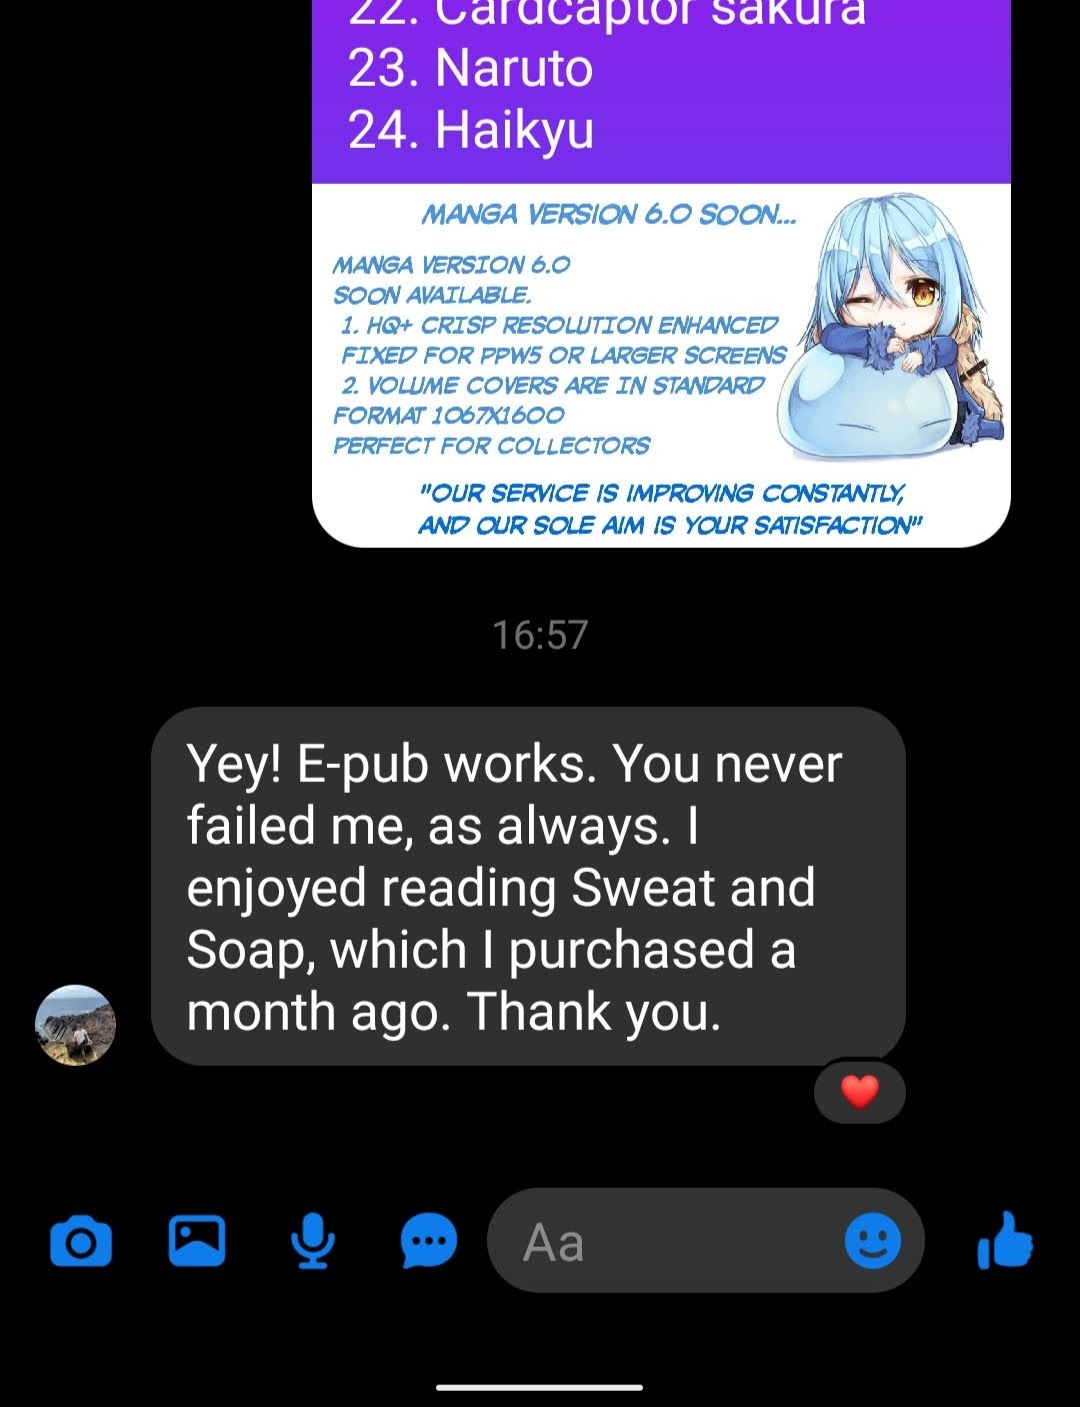 22. Cardcaptor sakura
23. Naruto
24. Haikyu
MANGA VERSION 6.0 SOON...
MANGA VERSION 6.0
SOON AVAILABLE.
1. HQ+ CRISP RESOLUTION ENHANCED
FIXED FOR PPW5 OR LARGER SCREENS
2. VOLUME COVERS ARE IN STANDARD
FORMAT 1067X1600
PERFECT FOR COLLECTORS
"OUR SERVICE IS IMPROVING CONSTANTLY,
AND OUR SOLE AIM IS YOUR SATISFACTION"
16:57
Yey! E-pub works. You never
failed me, as always. I
enjoyed reading Sweat and
Soap, which I purchased a
month ago. Thank you.
Aa